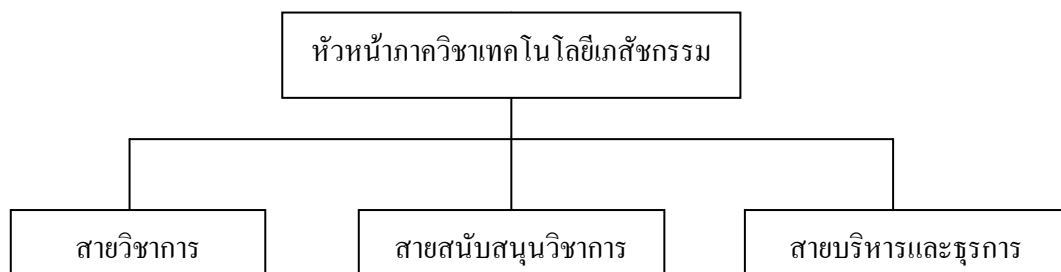 หัวหน้าภาควิชาเทคโนโลยีเภสัชกรรม
สายวิชาการ
สายสนับสนุนวิชาการ
สายบริหารและธุรการ